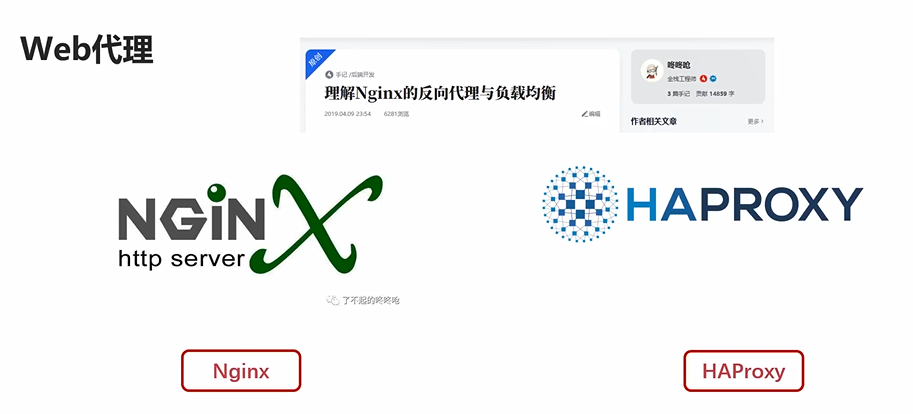 Web代理
原创
手记 /后端开发
理解Nginx的反向代理与负载均衡
2019.04.09 23:54 6281浏览
编辑
咚咚呛
全栈工程师
3 篇手记 贡献 14839 字
作者相关文章 更多 ›
NGINX
http server
HAPROXY
了不起的咚咚呛
Nginx
HAProxy